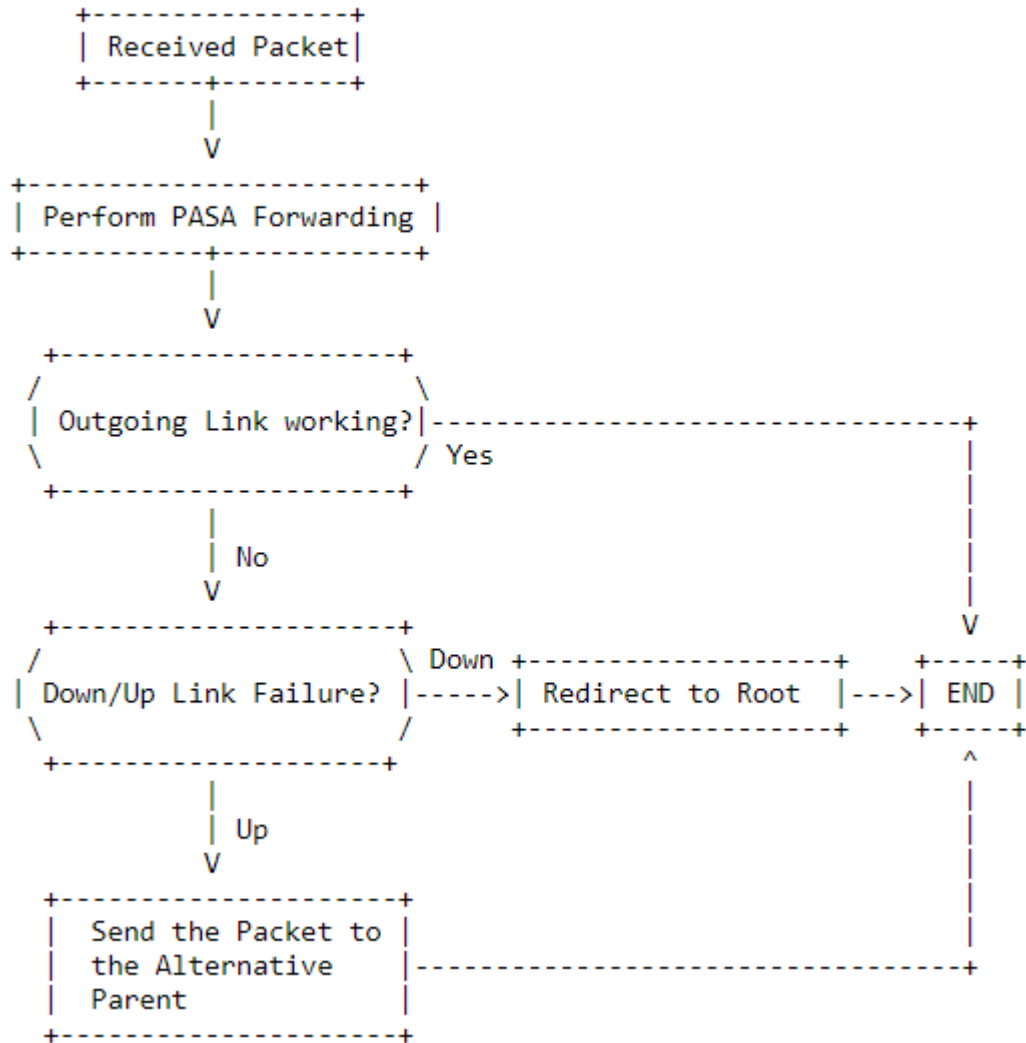 Received Packet
Perform PASA Forwarding
Outgoing Link working?
Yes
No
Down
Down/Up Link Failure?
Redirect to Root
END
Up
Send the Packet to
the Alternative
Parent